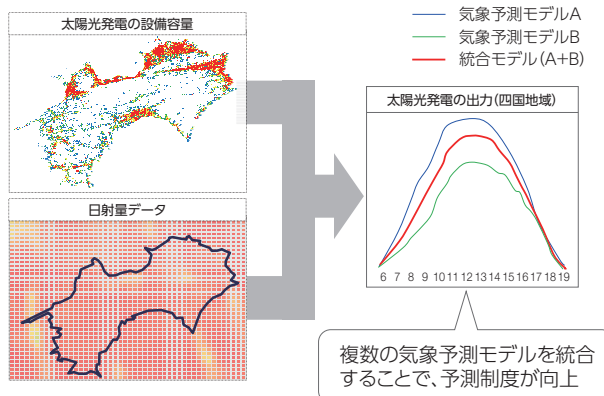 太陽光発電の設備容量
日射量データ
気象予測モデルA
気象予測モデルB
統合モデル(A+B)
太陽光発電の出力(四国地域)
6 7 8 9 10 11 12 13 14 15 16 17 18 19
複数の気象予測モデルを統合
することで、予測制度が向上